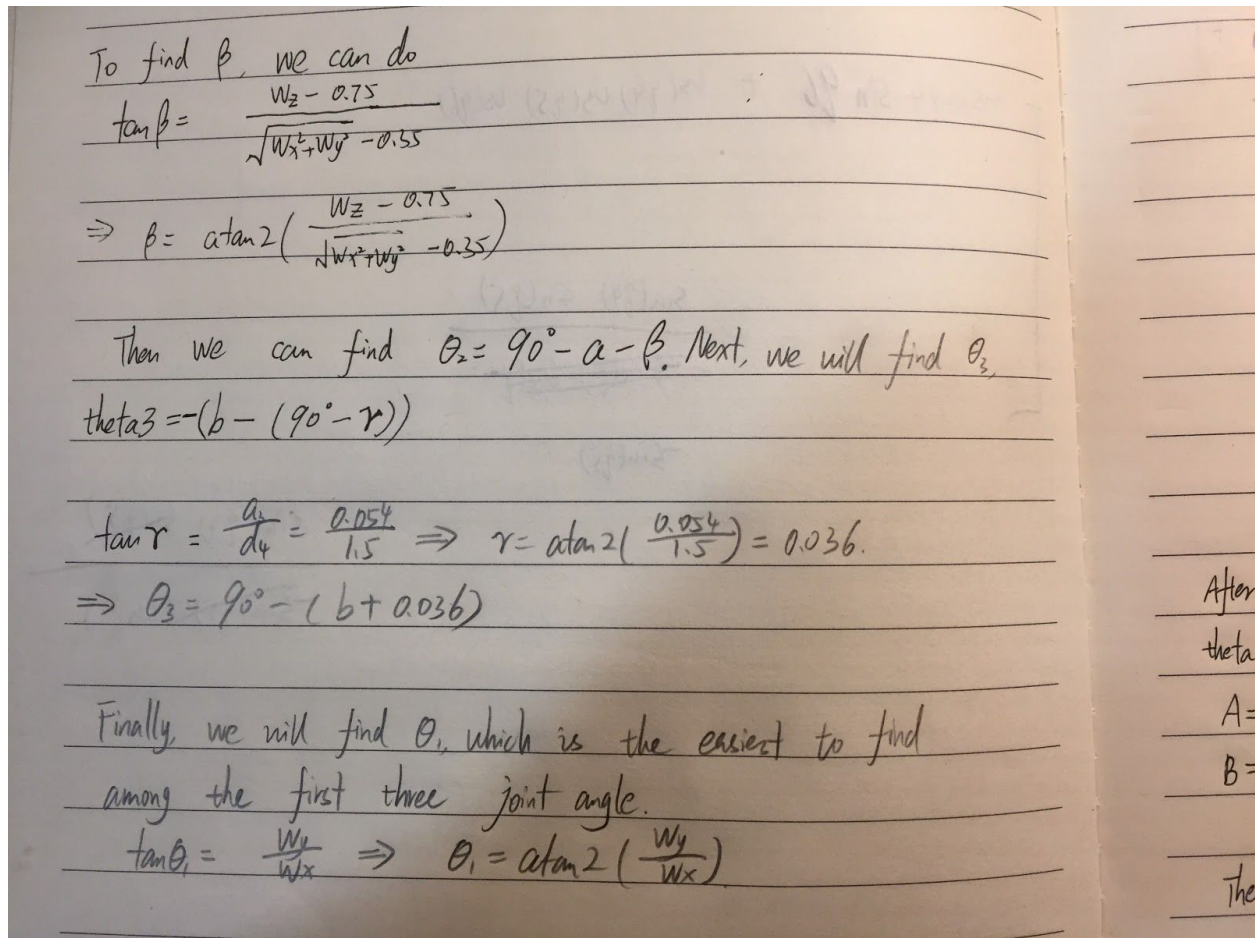 To find β, we can do
tanβ = (Wz - 0.75) / (√(Wx²+Wy²) - 0.35)
⇒ β = atan2( (Wz - 0.75) / (√(Wx²+Wy²) - 0.35) )
Then we can find θ₂ = 90° - a - β. Next, we will find θ₃,
theta3 = -(b - (90° - r))
tan r = a₃/d₄ = 0.054/1.5 ⇒ r = atan2( 0.054/1.5 ) = 0.036.
⇒ θ₃ = 90° - (b + 0.036)
Finally, we will find θ₁, which is the easiest to find
among the first three joint angle.
tanθ₁ = Wy/Wx ⇒ θ₁ = atan2( Wy/Wx )
After
theta
A=
B=
The